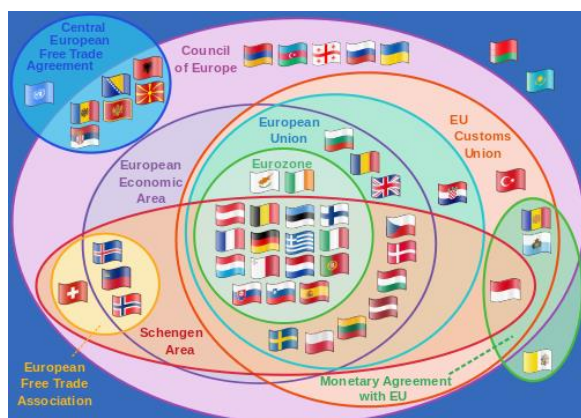 Central
European
Free Trade
Agreement
Council
of Europe
European
Union
EU
Customs
Union
European
Economic
Area
Eurozone
Schengen
Area
European
Free Trade
Association
Monetary Agreement
with EU